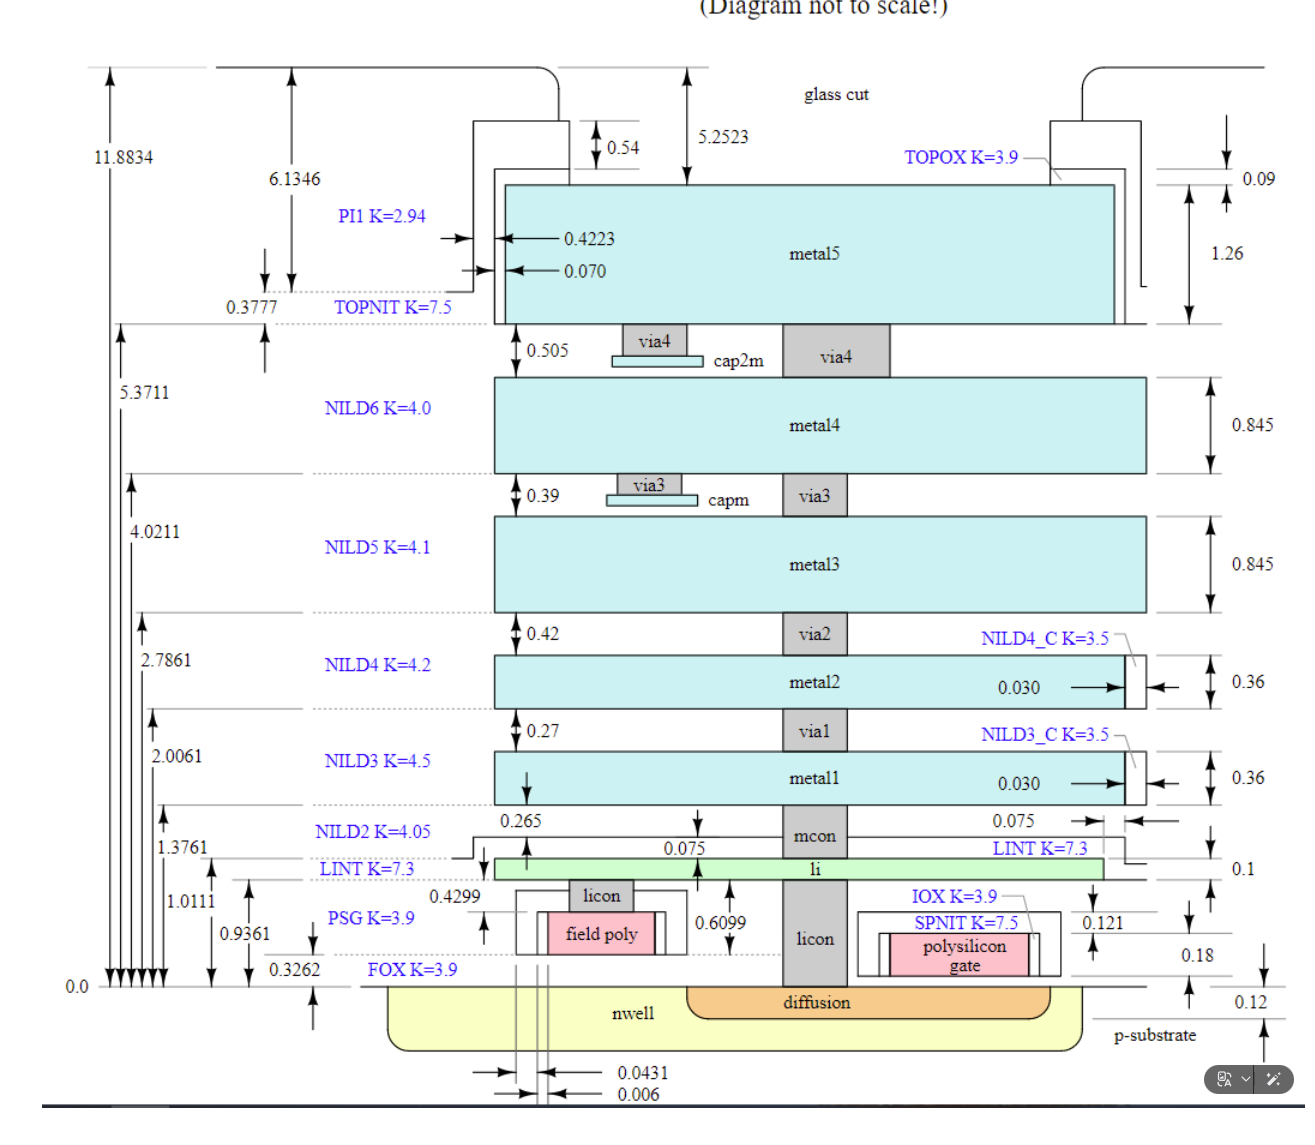 (Diagram not to scale!)
glass cut
11.8834
6.1346
0.54
5.2523
TOPOX K=3.9
0.09
PI1 K=2.94
0.4223
0.070
metal5
1.26
0.3777
TOPNIT K=7.5
0.505
via4
cap2m
via4
5.3711
NILD6 K=4.0
metal4
0.845
0.39
via3
capm
via3
4.0211
NILD5 K=4.1
metal3
0.845
0.42
via2
NILD4_C K=3.5
2.7861
NILD4 K=4.2
metal2
0.030
0.36
0.27
via1
NILD3_C K=3.5
2.0061
NILD3 K=4.5
metal1
0.030
0.36
0.265
0.075
NILD2 K=4.05
mcon
1.3761
0.075
LINT K=7.3
LINT K=7.3
li
0.1
0.4299
licon
IOX K=3.9
1.0111
PSG K=3.9
0.6099
SPNIT K=7.5
0.121
0.9361
field poly
licon
polysilicon
gate
0.18
0.3262
FOX K=3.9
0.0
diffusion
0.12
nwell
p-substrate
0.0431
0.006